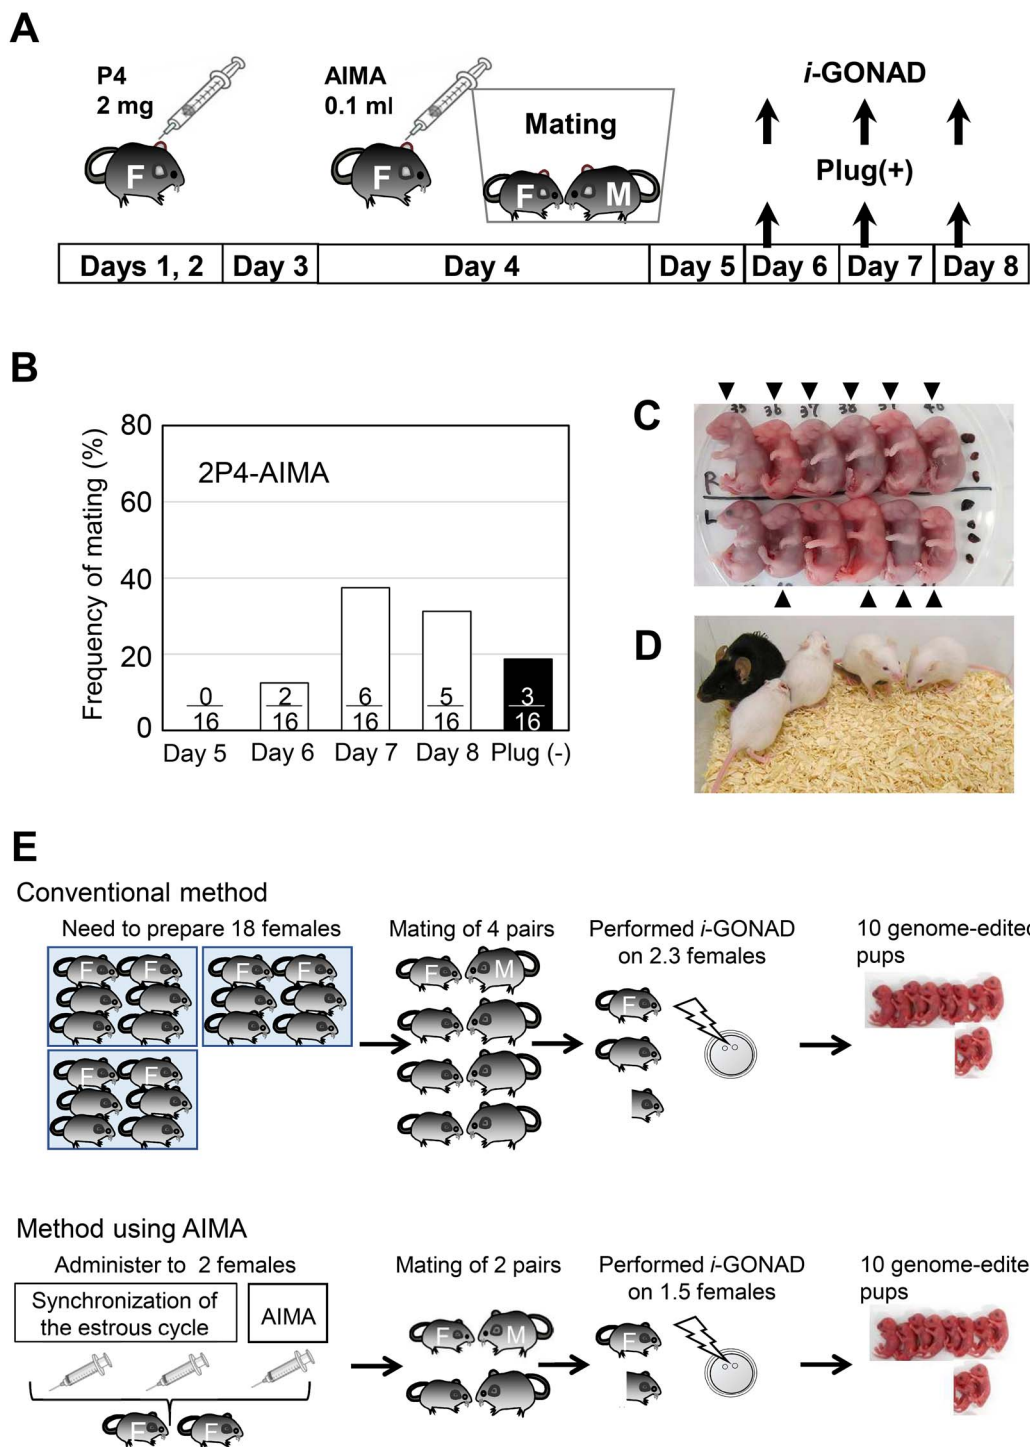 A
P4
2 mg
F
AIMA
0.1 ml
Mating
F
M
i-GONAD
Plug(+)
Days 1, 2
Day 3
Day 4
Day 5
Day 6
Day 7
Day 8
B
Frequency of mating (%)
80
60
40
20
0
2P4-AIMA
0
16
2
16
6
16
5
16
3
16
Day 5
Day 6
Day 7
Day 8
Plug (-)
C
36
37
38
R
L
D
E
Conventional method
Need to prepare 18 females
F F F F
F F
Mating of 4 pairs
F M
Performed i-GONAD
on 2.3 females
F
10 genome-edite
pups
Method using AIMA
Administer to 2 females
Synchronization of
the estrous cycle
AIMA
F F
Mating of 2 pairs
F M
Performed i-GONAD
on 1.5 females
F
10 genome-edite
pups